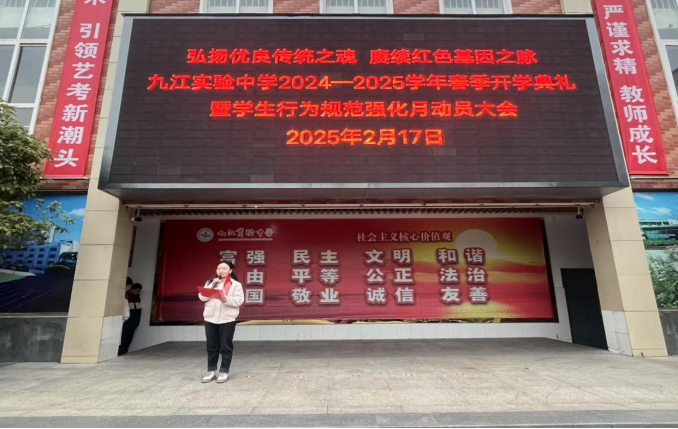 弘扬优良传统之魂 赓续红色基因之脉
九江实验中学2024—2025学年春季开学典礼
暨学生行为规范强化月动员大会
2025年2月17日
引领艺考新潮头
严谨求精 教师成长
社会主义核心价值观
富强 民主 文明 和谐
由 平等 公正 法治
国 敬业 诚信 友善